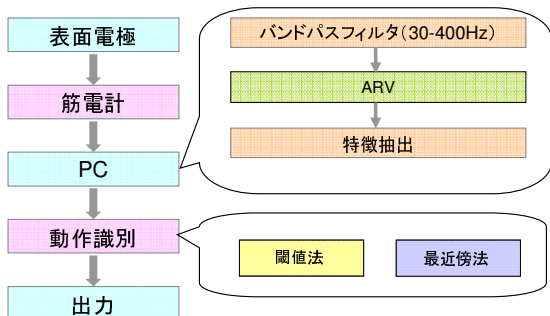 表面電極
筋電計
PC
動作識別
出力
バンドパスフィルタ(30-400Hz)
ARV
特徴抽出
閾値法
最近傍法